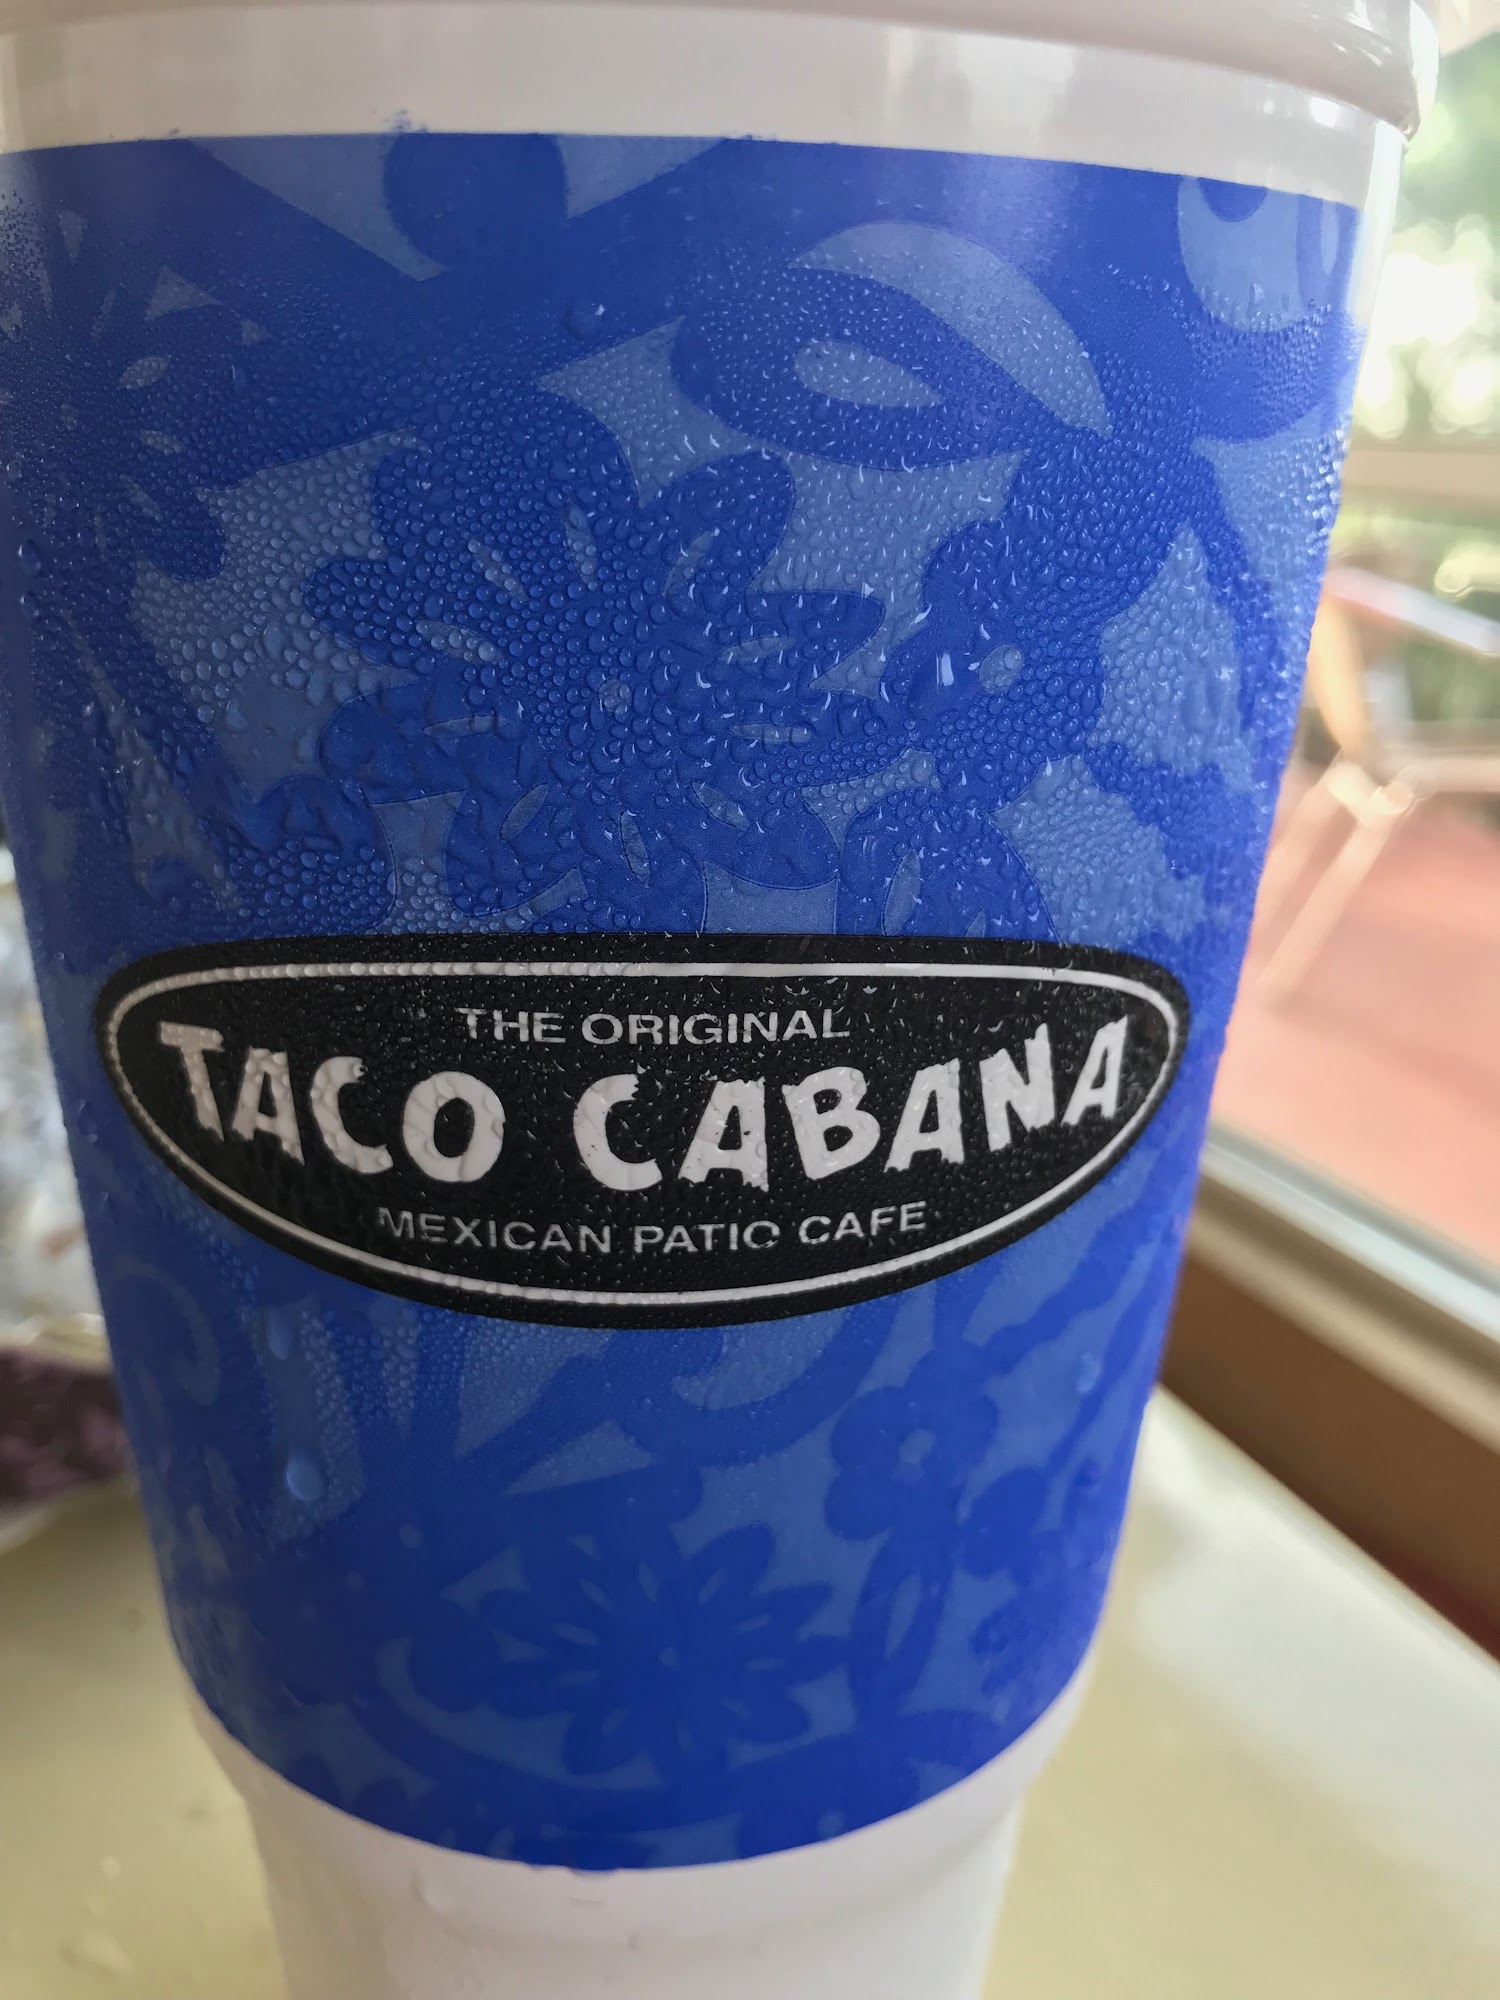 THE ORIGINAL
TACO CABANA
MEXICAN PATIO CAFE